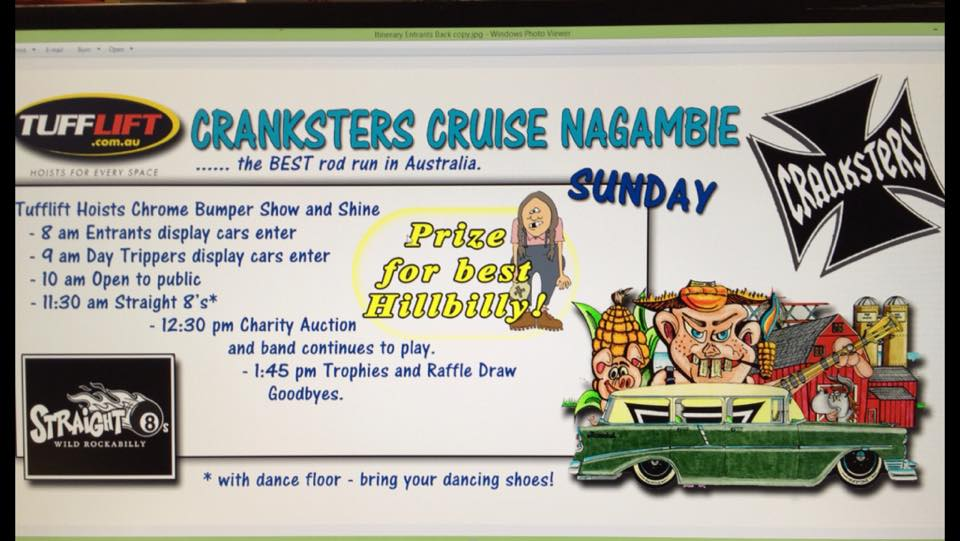 Itinerary Entrants Back copy.jpg - Windows Photo Viewer
E-mail Burn Open
TUFFLIFT
.com.au
HOISTS FOR EVERY SPACE
CRANKSTERS CRUISE NAGAMBIE
...... the BEST rod run in Australia.
SUNDAY
CRANKSTERS
Tufflift Hoists Chrome Bumper Show and Shine
- 8 am Entrants display cars enter
- 9 am Day Trippers display cars enter
- 10 am Open to public
- 11:30 am Straight 8's*
- 12:30 pm Charity Auction
and band continues to play.
- 1:45 pm Trophies and Raffle Draw
Goodbyes.
Prize
for best
Hillbilly!
STRAIGHT 8s
WILD ROCKABILLY
* with dance floor - bring your dancing shoes!